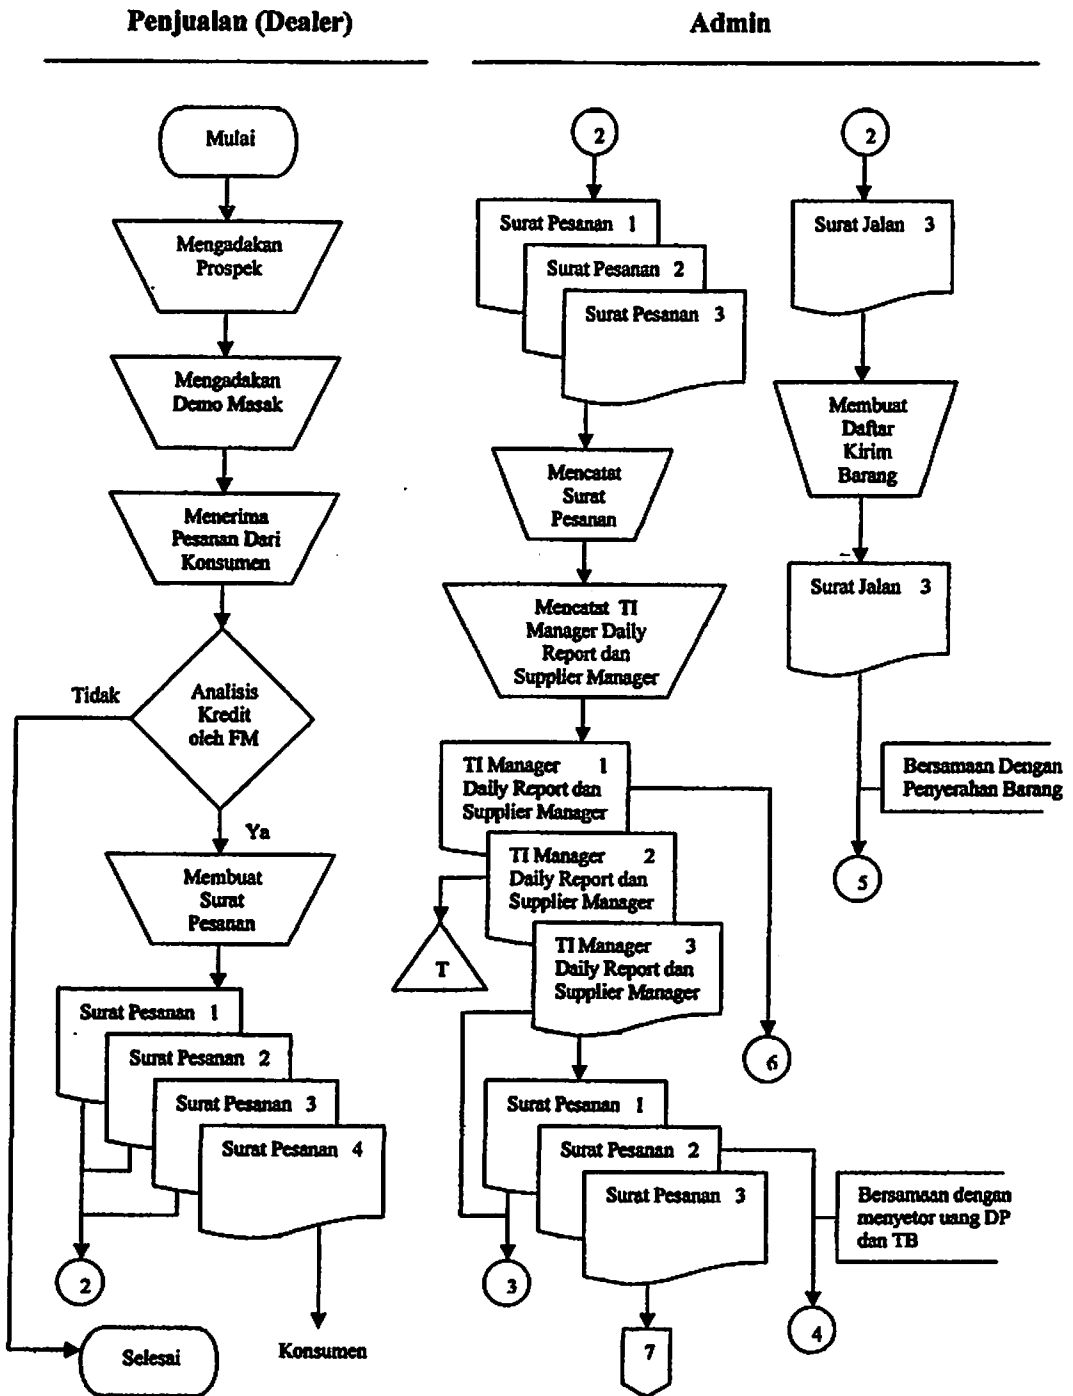 Penjualan (Dealer)
Mulai
Mengadakan
Prospek
Mengadakan
Demo Masak
Menerima
Pesanan Dari
Konsumen
Tidak
Analisis
Kredit
oleh FM
Ya
Membuat
Surat
Pesanan
Surat Pesanan 1
Surat Pesanan 2
Surat Pesanan 3
Surat Pesanan 4
2
Konsumen
Selesai
Admin
2
Surat Pesanan 1
Surat Pesanan 2
Surat Pesanan 3
Mencatat
Surat
Pesanan
Mencatat TI
Manager Daily
Report dan
Supplier Manager
TI Manager 1
Daily Report dan
Supplier Manager
TI Manager 2
Daily Report dan
Supplier Manager
T
TI Manager 3
Daily Report dan
Supplier Manager
6
Surat Pesanan 1
Surat Pesanan 2
Surat Pesanan 3
Bersamaan dengan
menyetor uang DP
dan TB
3
4
7
2
Surat Jalan 3
Membuat
Daftar
Kirim
Barang
Surat Jalan 3
Bersamaan Dengan
Penyerahan Barang
5